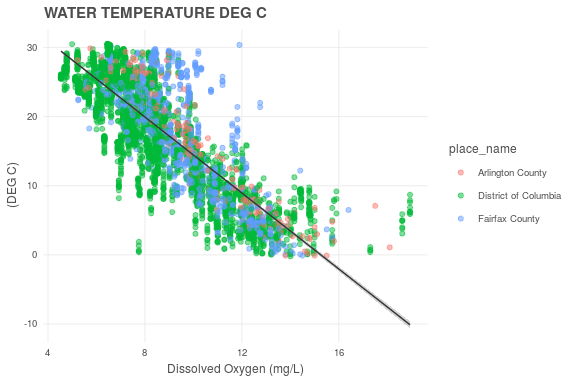 WATER TEMPERATURE DEG C
(DEG C)
30
20
10
0
-10
4
8
12
16
Dissolved Oxygen (mg/L)
place_name
Arlington County
District of Columbia
Fairfax County